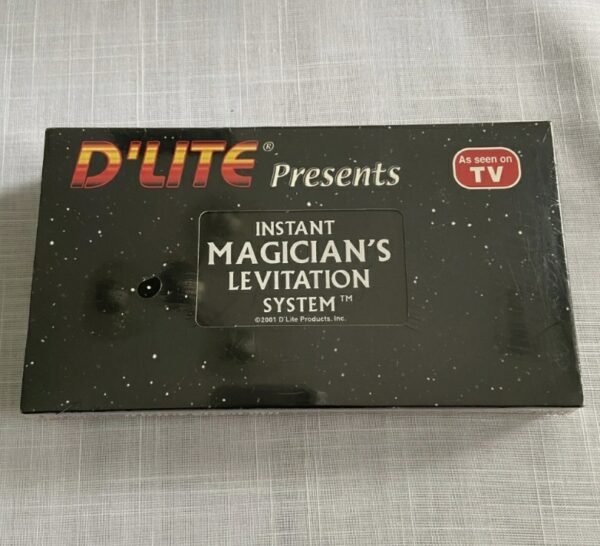 D'LITE® Presents
As seen on
TV
INSTANT
MAGICIAN'S
LEVITATION
SYSTEM™
©2001 D'Lite Products, Inc.